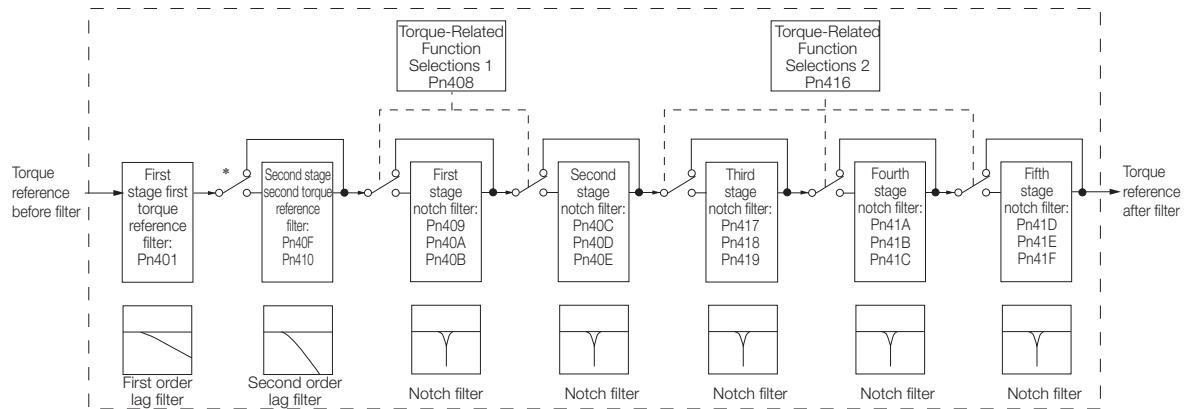 Torque-Related
Function
Selections 1
Pn408
Torque-Related
Function
Selections 2
Pn416
Torque
reference
before filter
First
stage first
torque
reference
filter:
Pn401
*
Second stage
second torque
reference
filter:
Pn40F
Pn410
First
stage
notch filter:
Pn409
Pn40A
Pn40B
Second
stage
notch filter:
Pn40C
Pn40D
Pn40E
Third
stage
notch filter:
Pn417
Pn418
Pn419
Fourth
stage
notch filter:
Pn41A
Pn41B
Pn41C
Fifth
stage
notch filter:
Pn41D
Pn41E
Pn41F
Torque
reference
after filter
First order
lag filter
Second order
lag filter
Notch filter
Notch filter
Notch filter
Notch filter
Notch filter